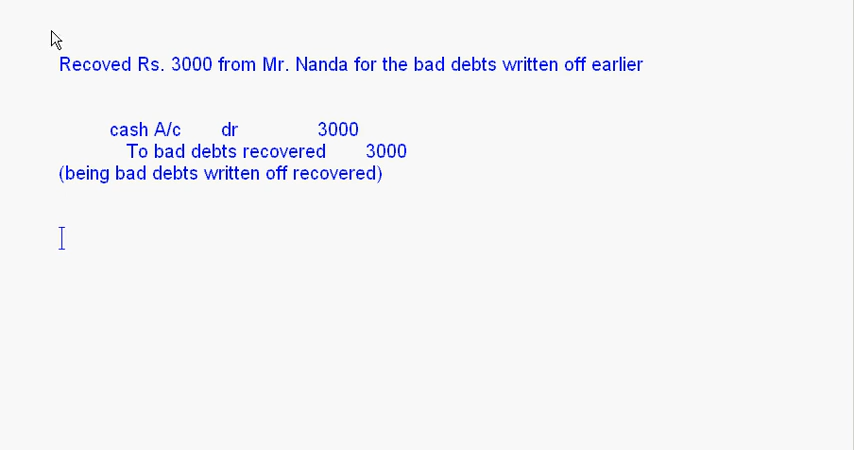 Recoved Rs. 3000 from Mr. Nanda for the bad debts written off earlier
cash A/c dr 3000
To bad debts recovered 3000
(being bad debts written off recovered)